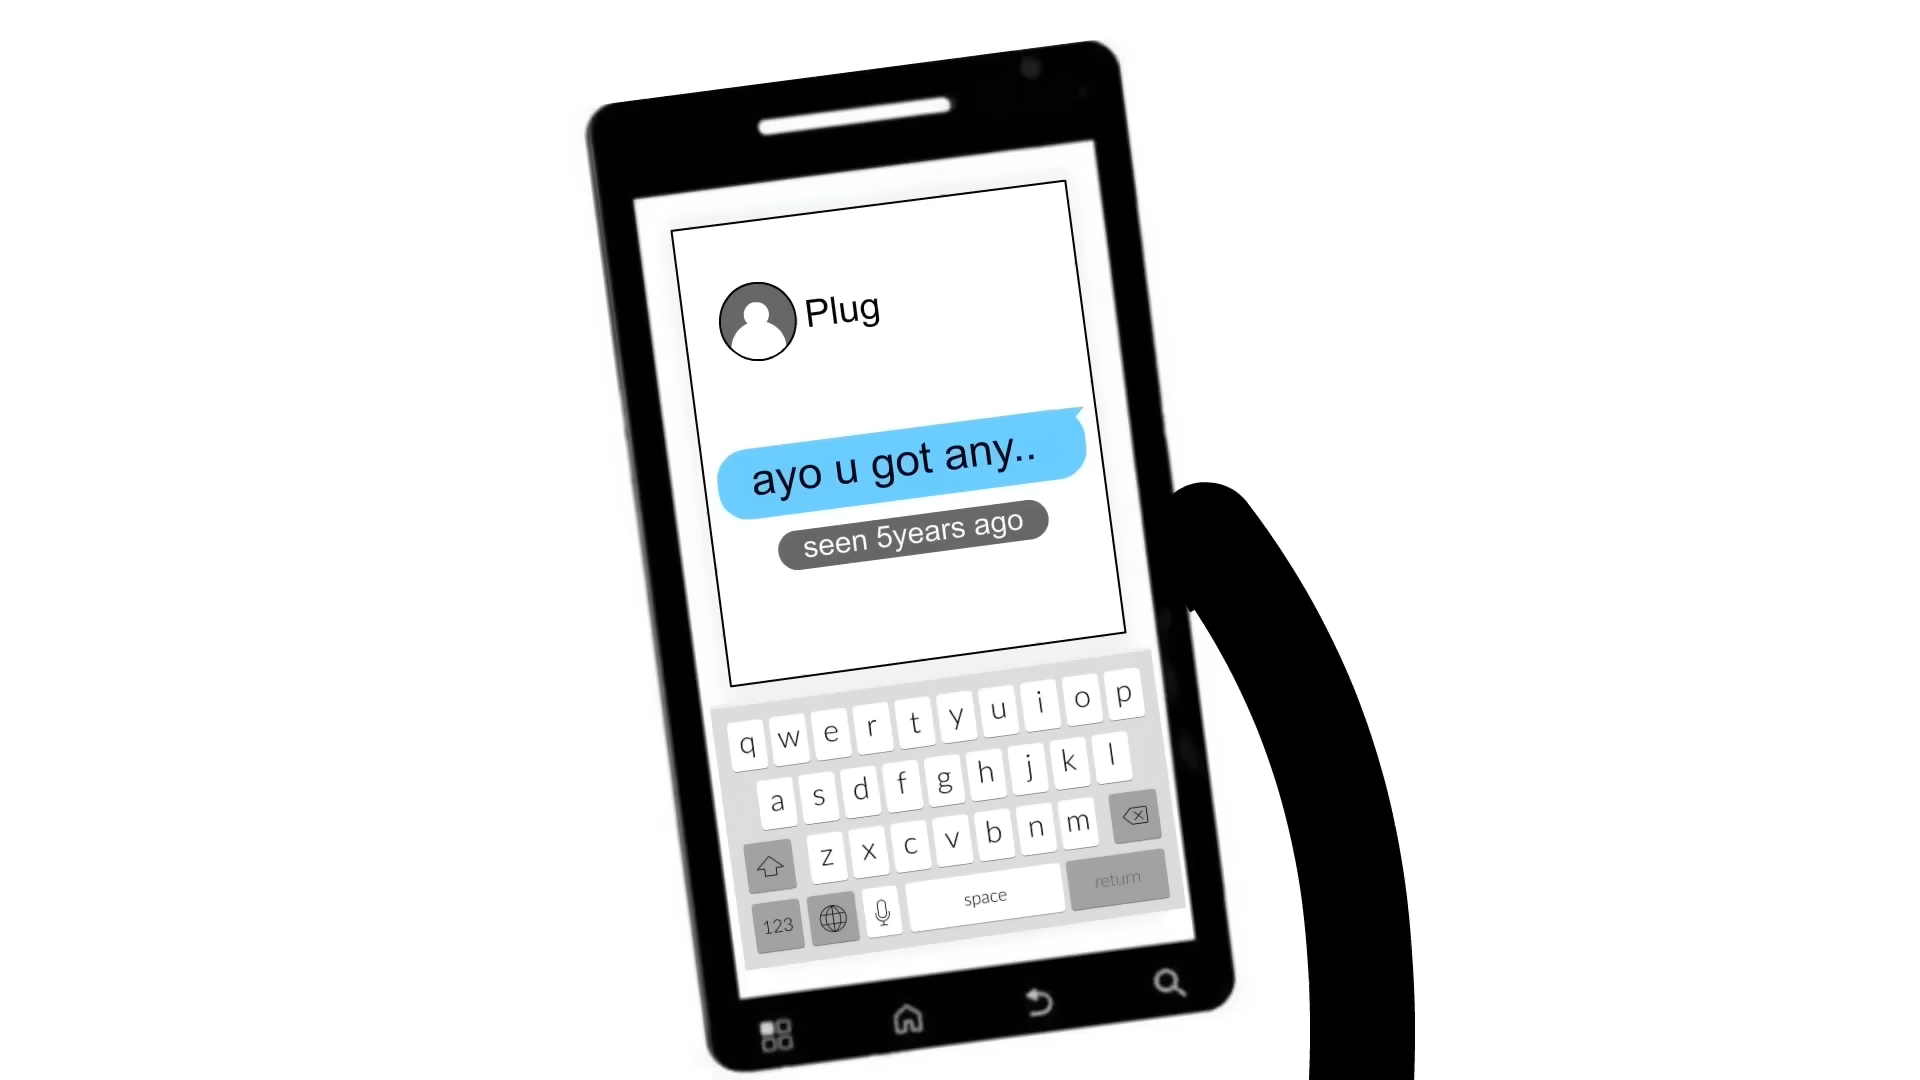 Plug
ayo u got any..
seen 5years ago
q w e r t y u i o p
a s d f g h j k l
z x c v b n m
123 space return